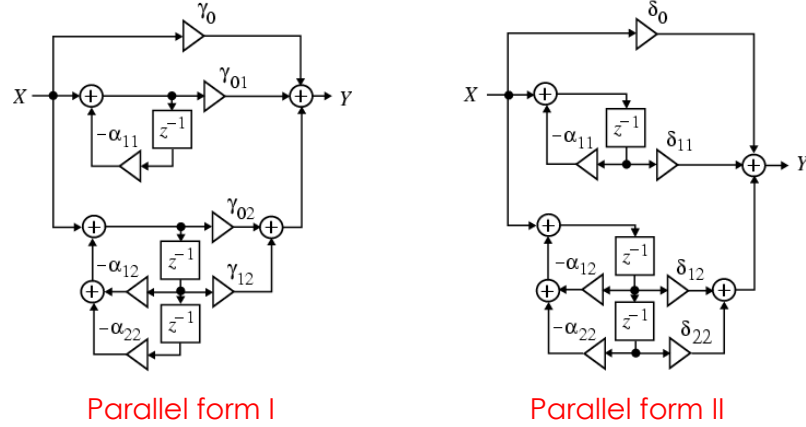 γ₀
γ₀₁
X
Y
z⁻¹
-α₁₁
γ₀₂
z⁻¹
-α₁₂
γ₁₂
z⁻¹
-α₂₂
Parallel form I
δ₀
X
z⁻¹
-α₁₁
δ₁₁
Y
z⁻¹
-α₁₂
δ₁₂
z⁻¹
-α₂₂
δ₂₂
Parallel form II